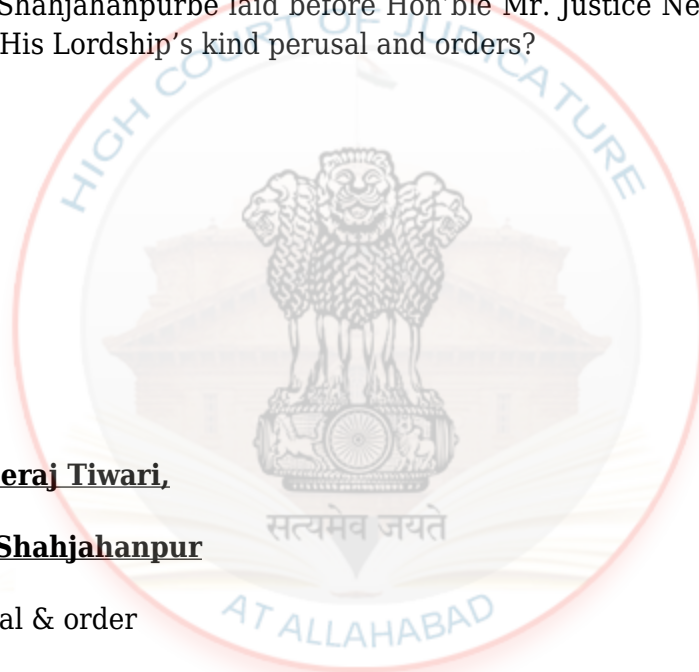 Shahjahanpurbe laid before Hon'ble Mr. Justice Ne
His Lordship's kind perusal and orders?
HIGH COURT OF JUDICATURE
eraj Tiwari,
सत्यमेव जयते
Shahjahanpur
al & order
AT ALLAHABAD